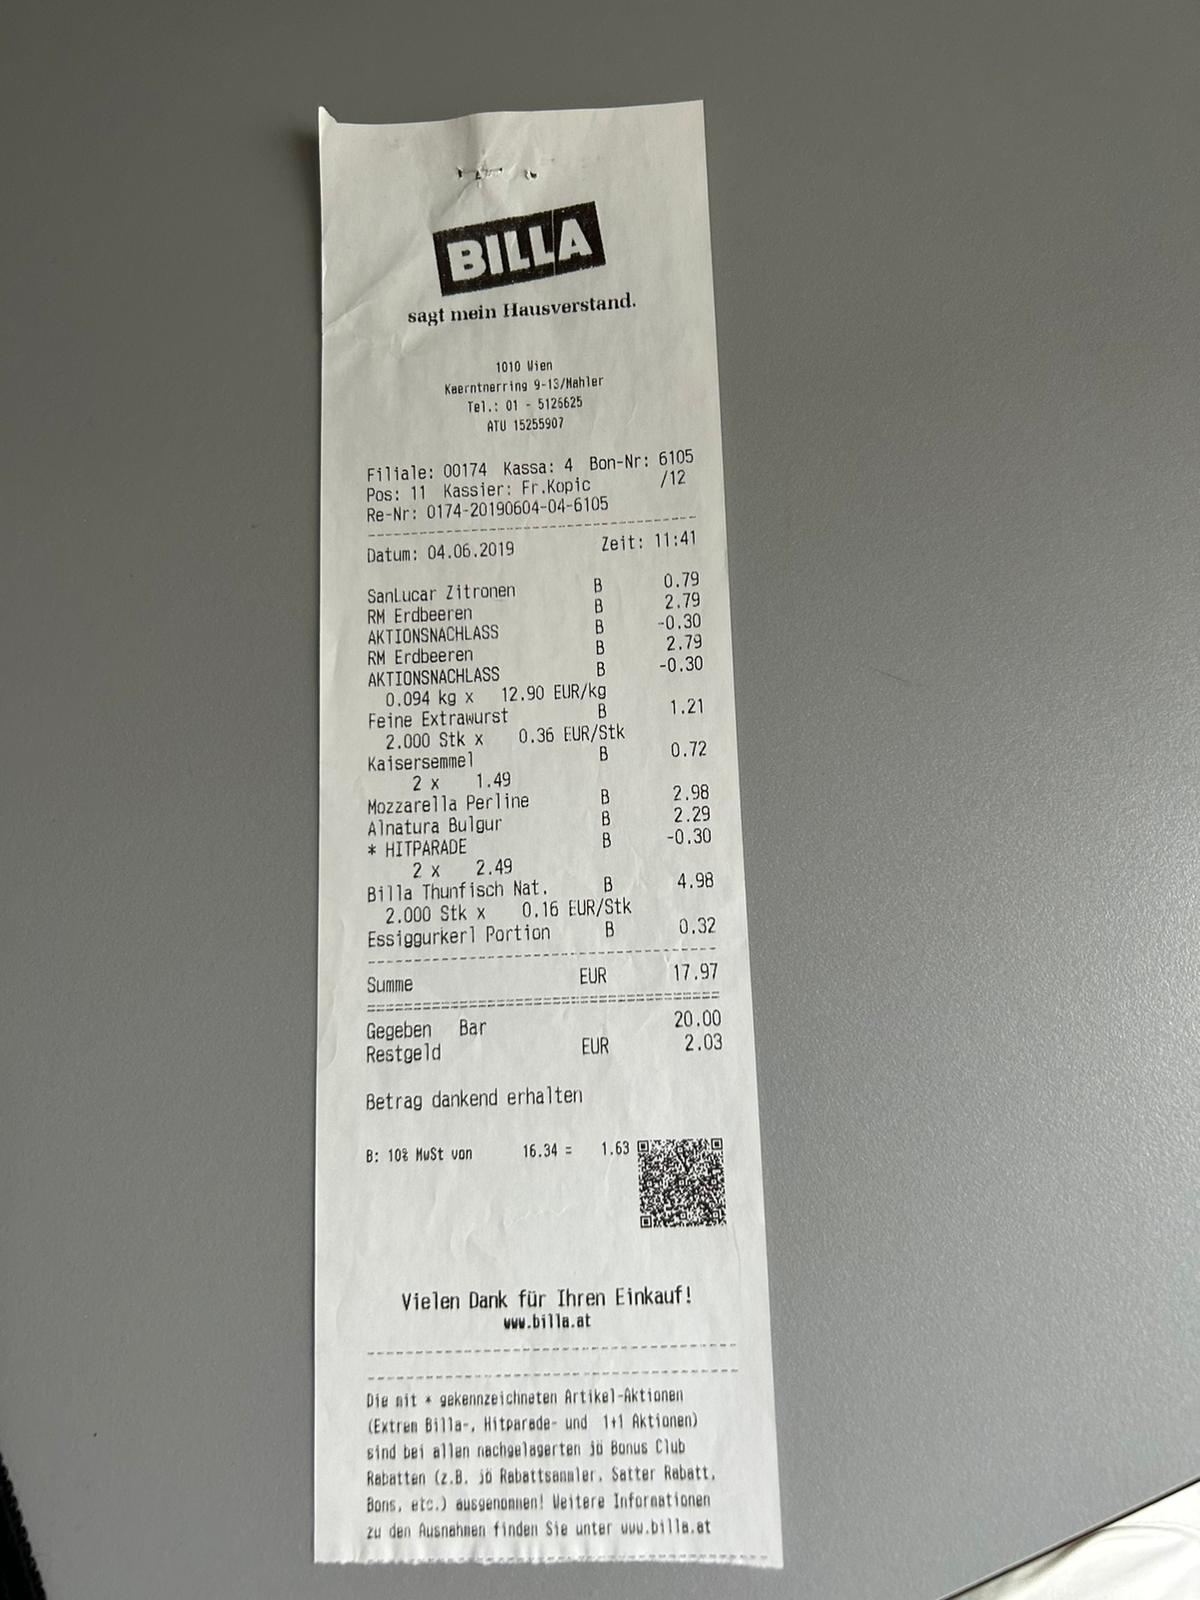 BILLA
sagt mein Hausverstand.
1010 Wien
Kaerntnerring 9-13/Mahler
Tel.: 01 - 5126625
ATU 15255907
Filiale: 00174 Kassa: 4 Bon-Nr: 6105
Pos: 11 Kassier: Fr.Kopic /12
Re-Nr: 0174-20190604-04-6105
Datum: 04.06.2019 Zeit: 11:41
SanLucar Zitronen B 0.79
RM Erdbeeren B 2.79
AKTIONSNACHLASS B -0.30
RM Erdbeeren B 2.79
AKTIONSNACHLASS B -0.30
0.094 kg x 12.90 EUR/kg
Feine Extrawurst B 1.21
2.000 Stk x 0.36 EUR/Stk
Kaisersemmel B 0.72
2 x 1.49
Mozzarella Perline B 2.98
Alnatura Bulgur B 2.29
* HITPARADE B -0.30
2 x 2.49
Billa Thunfisch Nat. B 4.98
2.000 Stk x 0.16 EUR/Stk
Essiggurkerl Portion B 0.32
Summe EUR 17.97
Gegeben Bar 20.00
Restgeld EUR 2.03
Betrag dankend erhalten
B: 10% MwSt von 16.34 = 1.63
Vielen Dank für Ihren Einkauf!
www.billa.at
Die mit * gekennzeichneten Artikel-Aktionen
(Extrem Billa-, Hitparade- und 1+1 Aktionen)
sind bei allen nachgelagerten jö Bonus Club
Rabatten (z.B. jö Rabattsammler, Satter Rabatt,
Bons, etc.) ausgenommen! Weitere Informationen
zu den Ausnahmen finden Sie unter www.billa.at